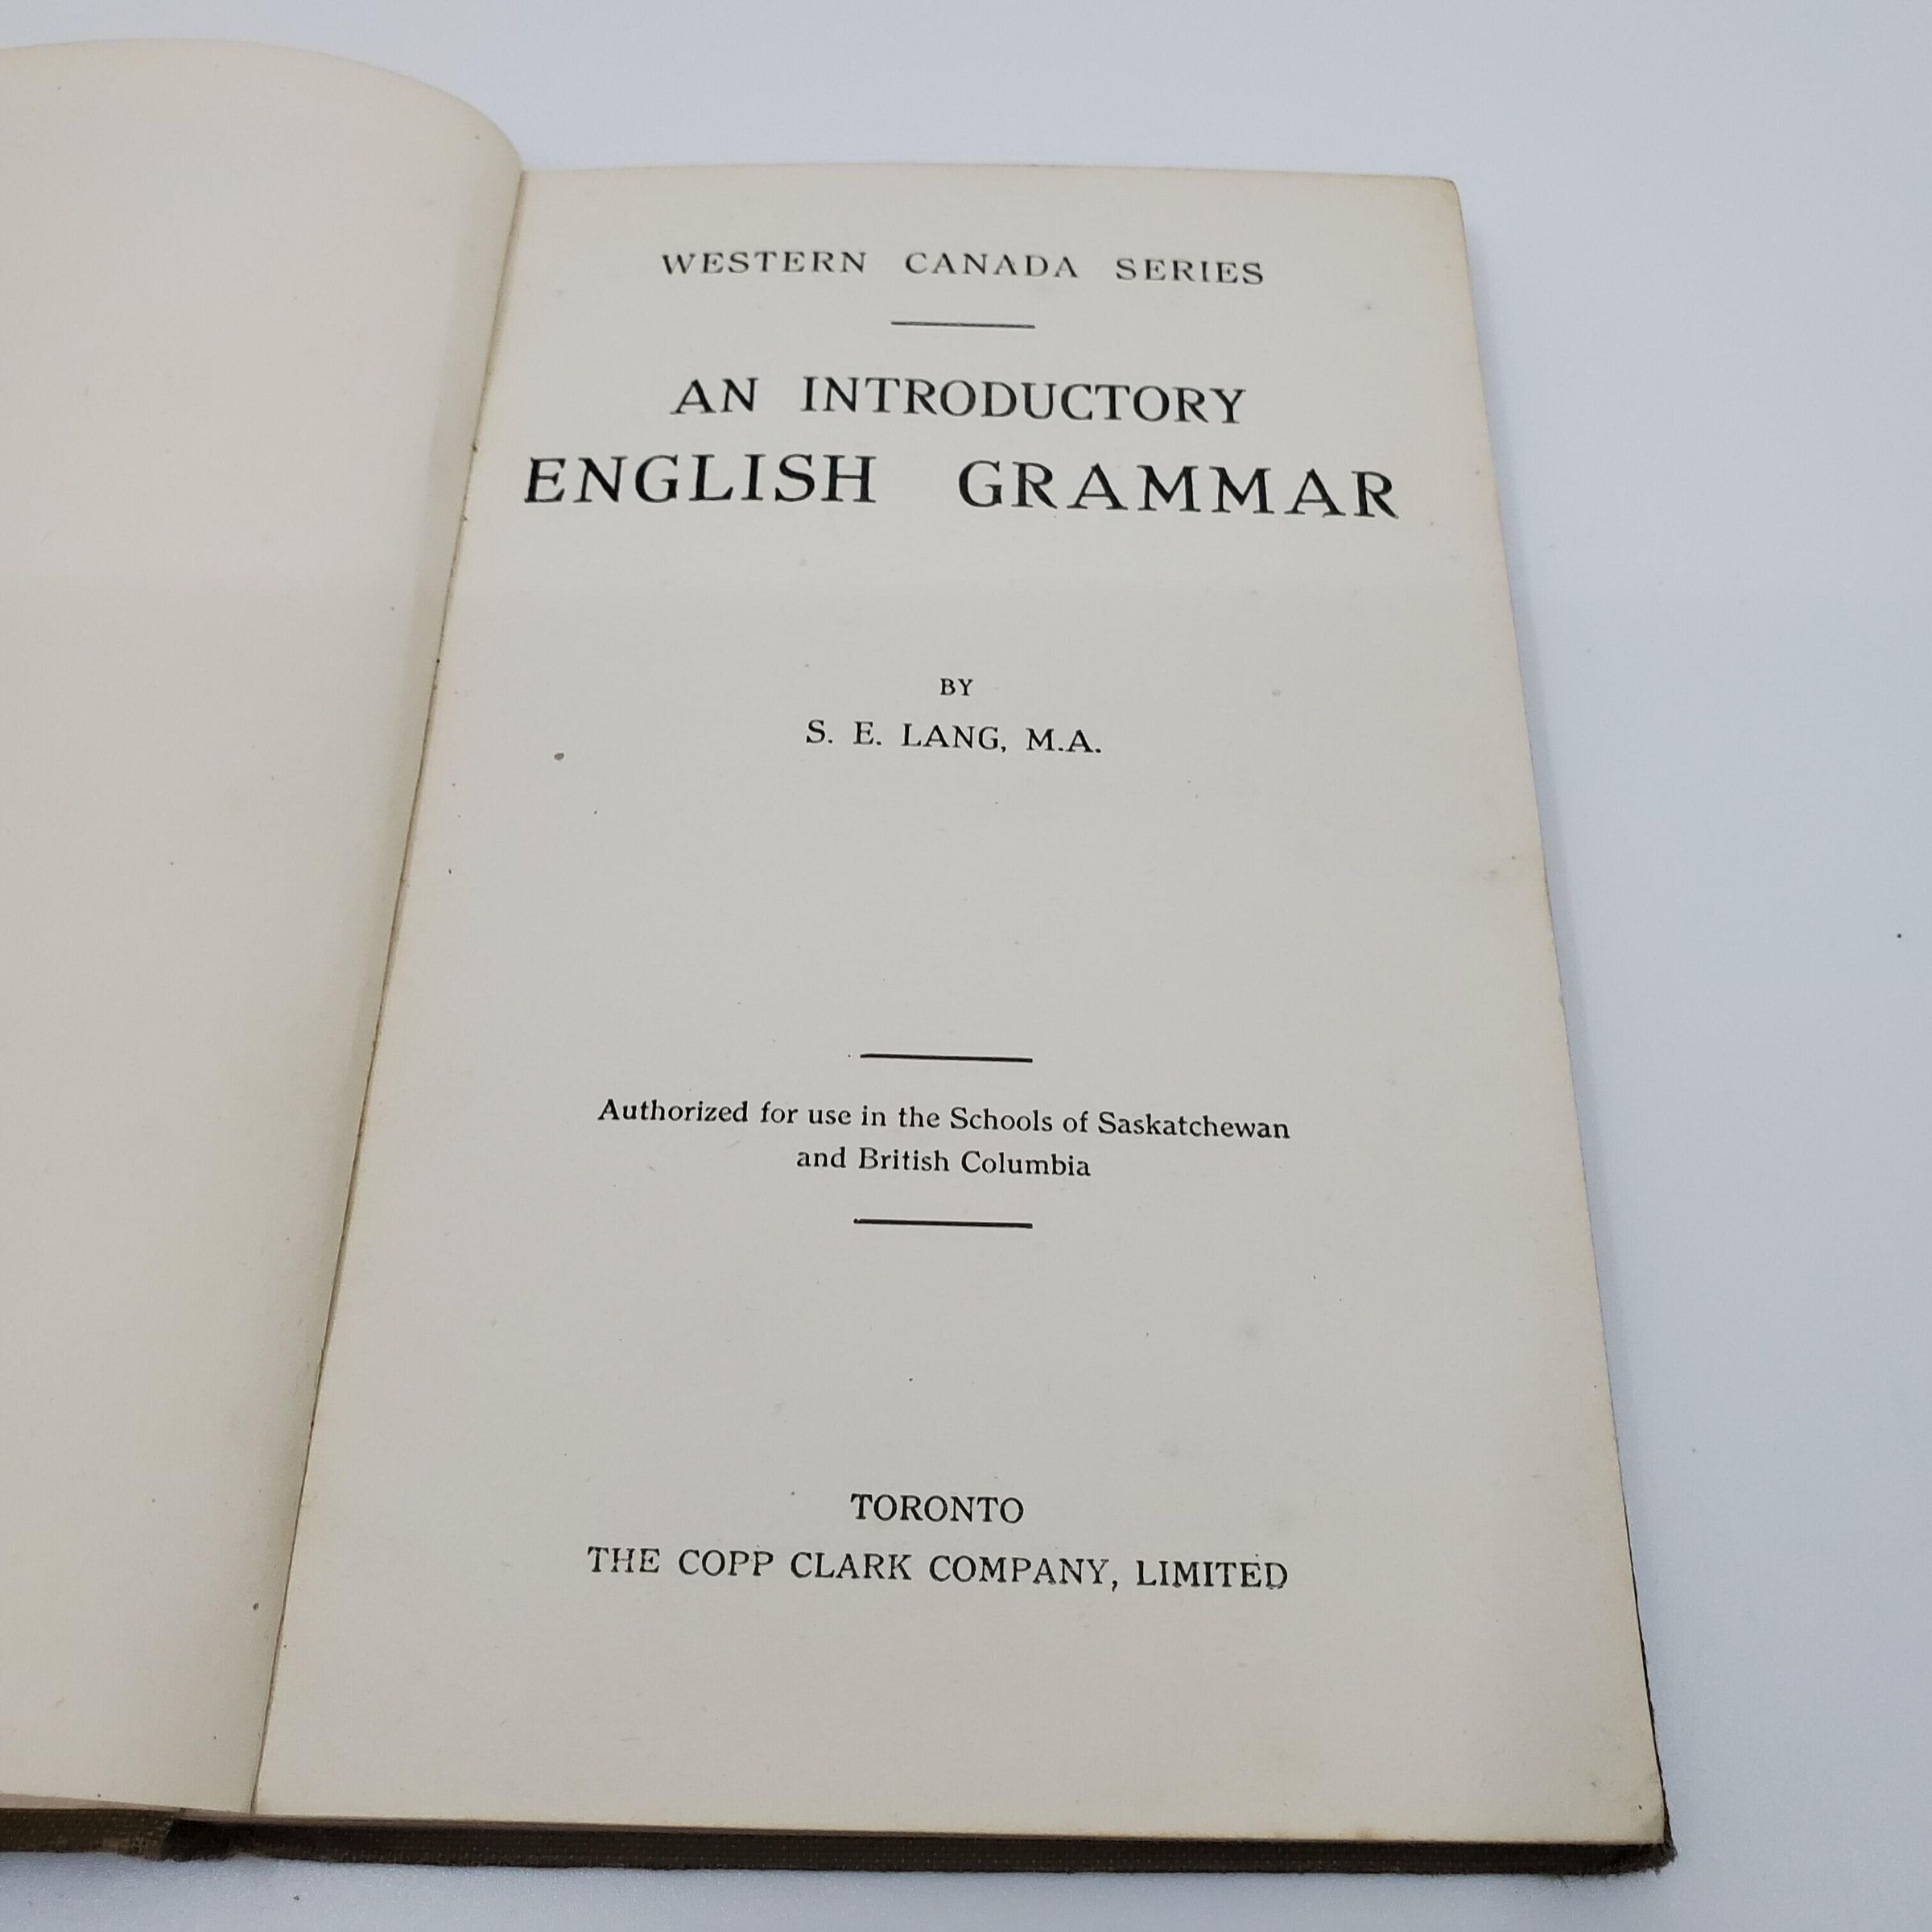 WESTERN CANADA SERIES
AN INTRODUCTORY
ENGLISH GRAMMAR
BY
S. E. LANG, M.A.
Authorized for use in the Schools of Saskatchewan
and British Columbia
TORONTO
THE COPP CLARK COMPANY, LIMITED